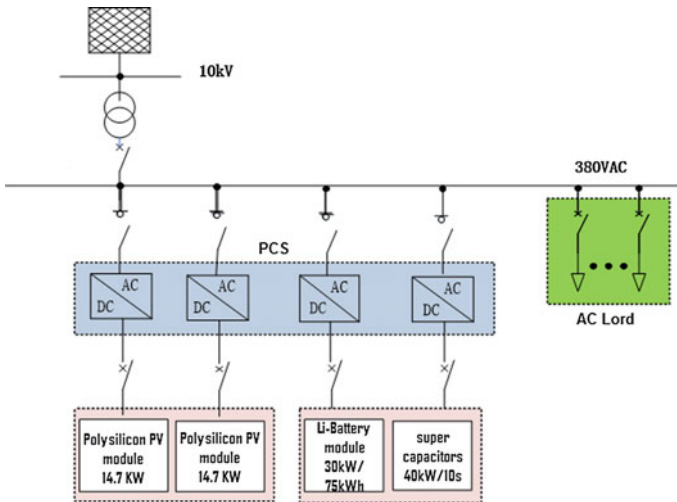 10kV
380VAC
PCS
AC
DC
AC
DC
AC
DC
AC
DC
AC Lord
Polysilicon PV
module
14.7 KW
Polysilicon PV
module
14.7 KW
Li-Battery
module
30kW/
75kWh
super
capacitors
40kW/10s